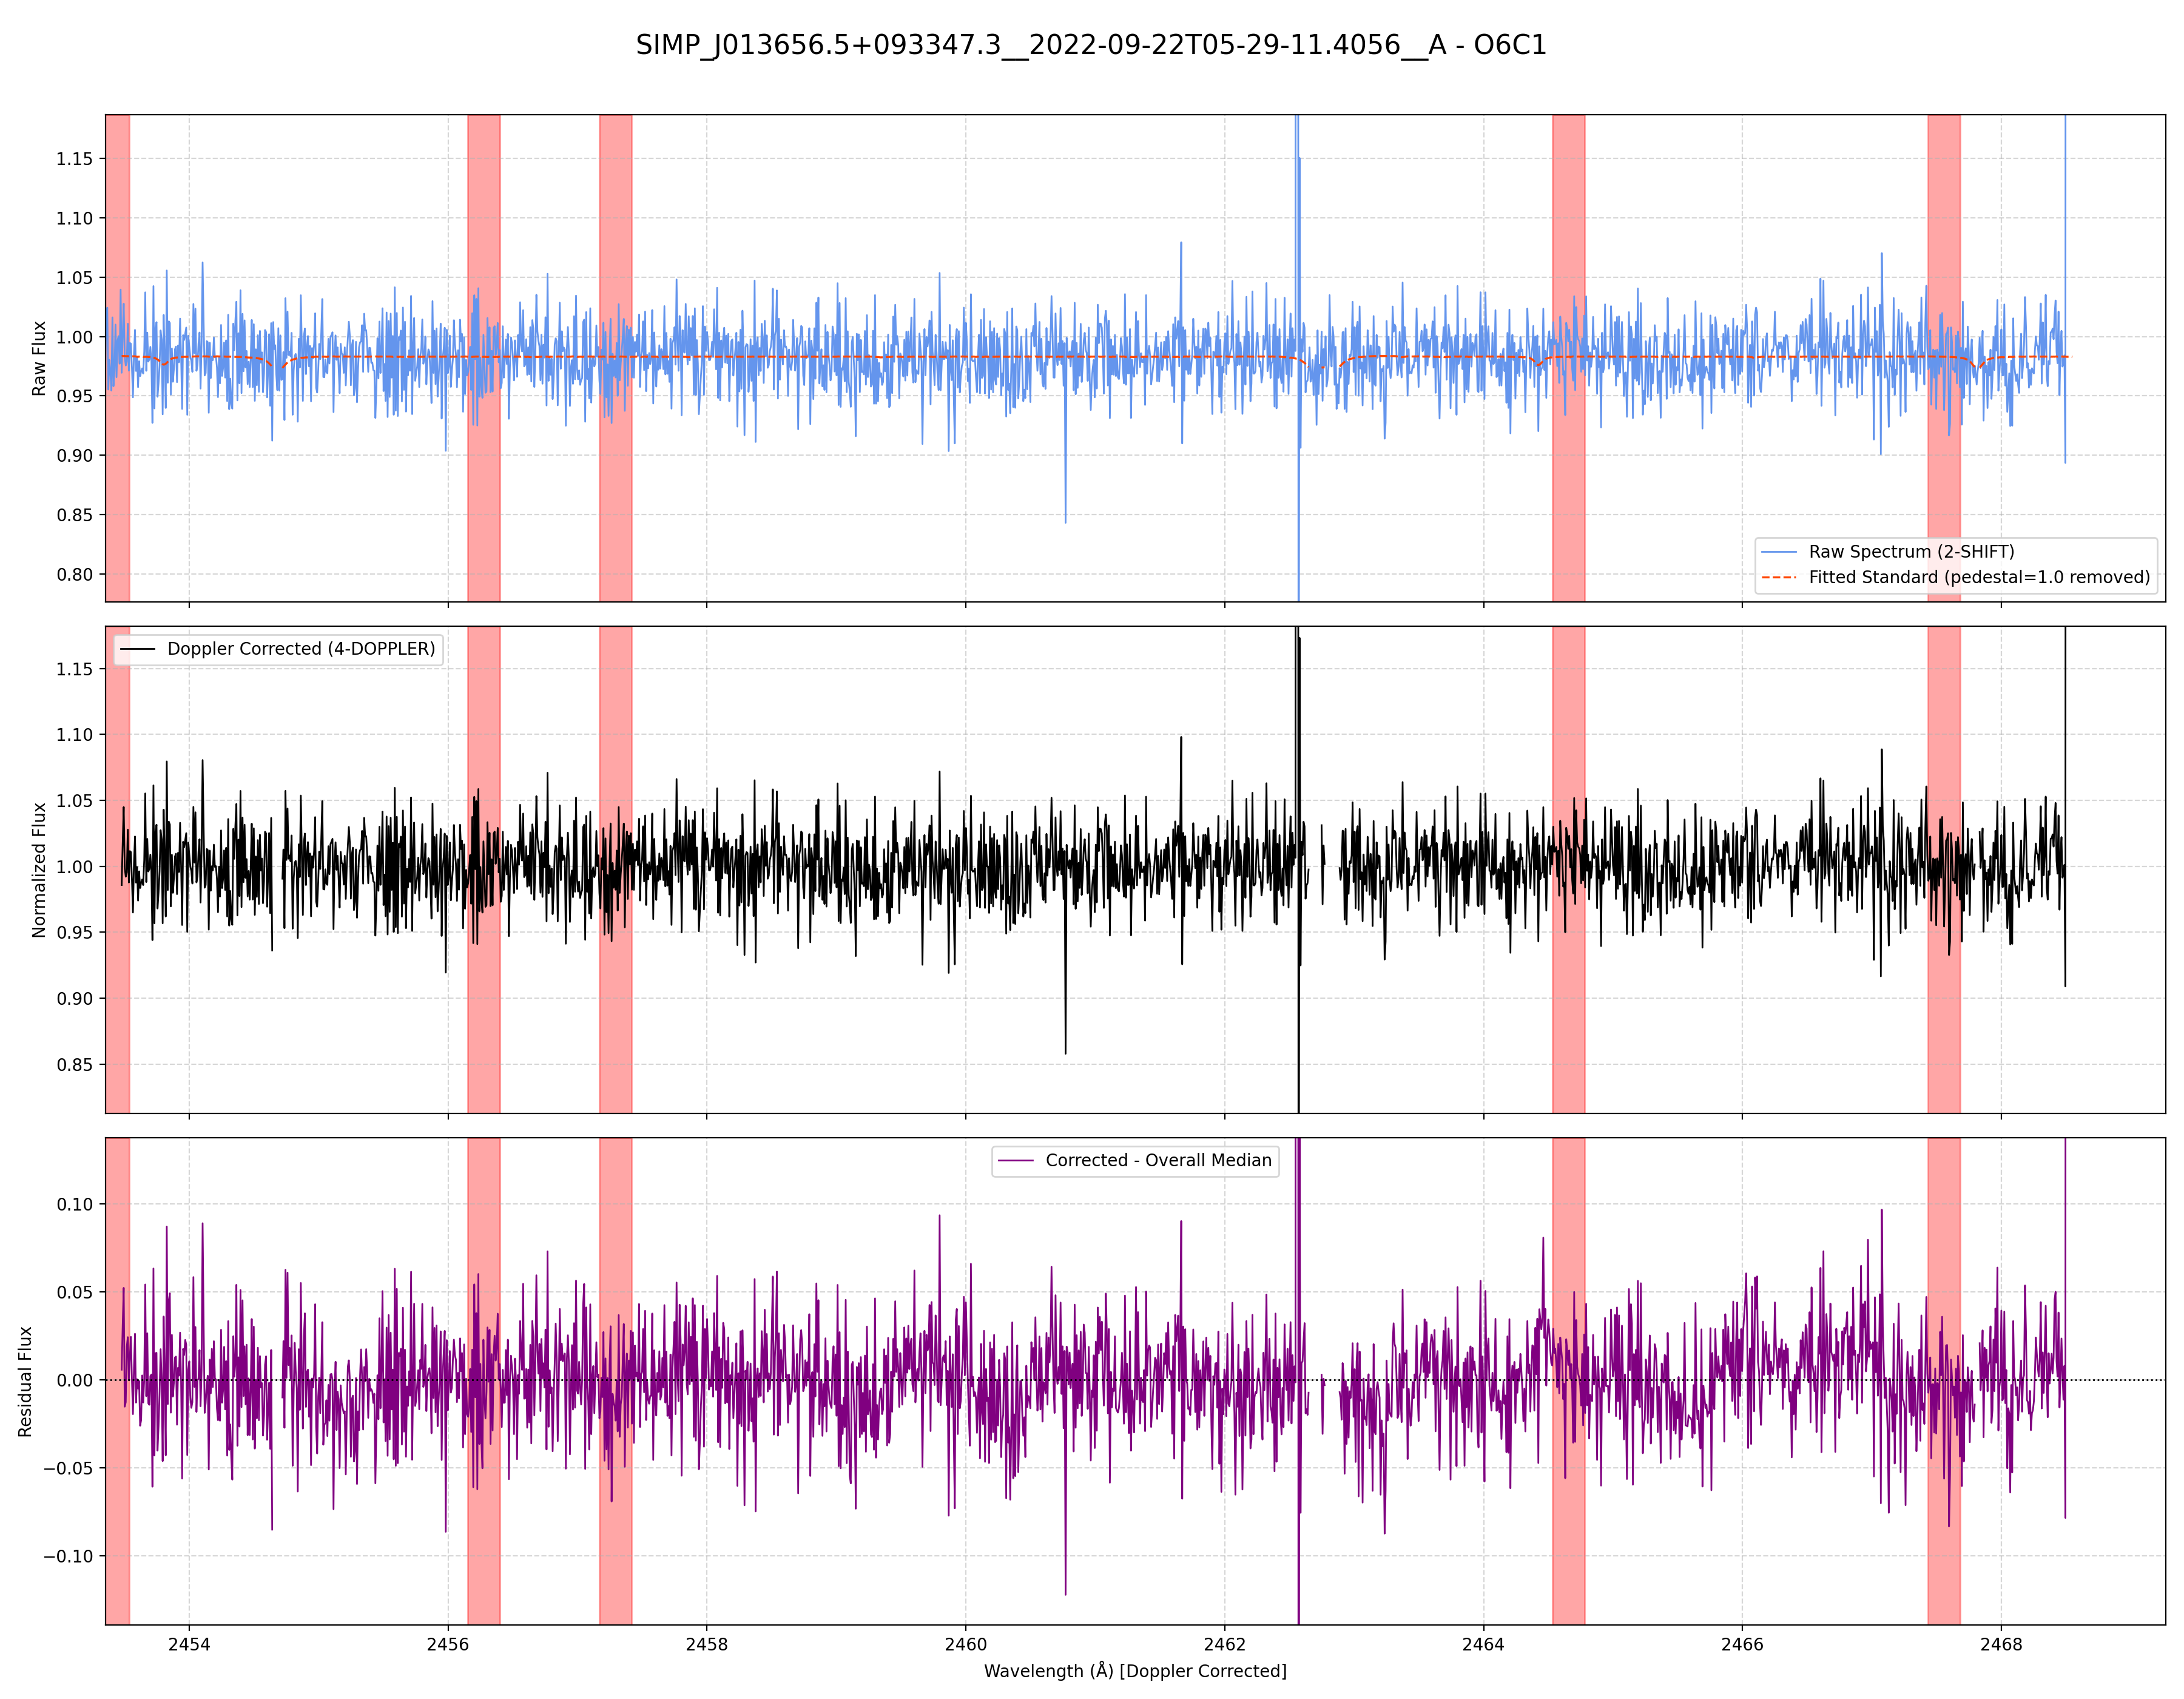 SIMP_J013656.5+093347.3__2022-09-22T05-29-11.4056__A - O6C1
Raw Flux
1.15
1.10
1.05
1.00
0.95
0.90
0.85
0.80
Raw Spectrum (2-SHIFT)
Fitted Standard (pedestal=1.0 removed)
Normalized Flux
1.15
1.10
1.05
1.00
0.95
0.90
0.85
Doppler Corrected (4-DOPPLER)
Residual Flux
0.10
0.05
0.00
−0.05
−0.10
Corrected - Overall Median
2454 2456 2458 2460 2462 2464 2466 2468
Wavelength (Å) [Doppler Corrected]